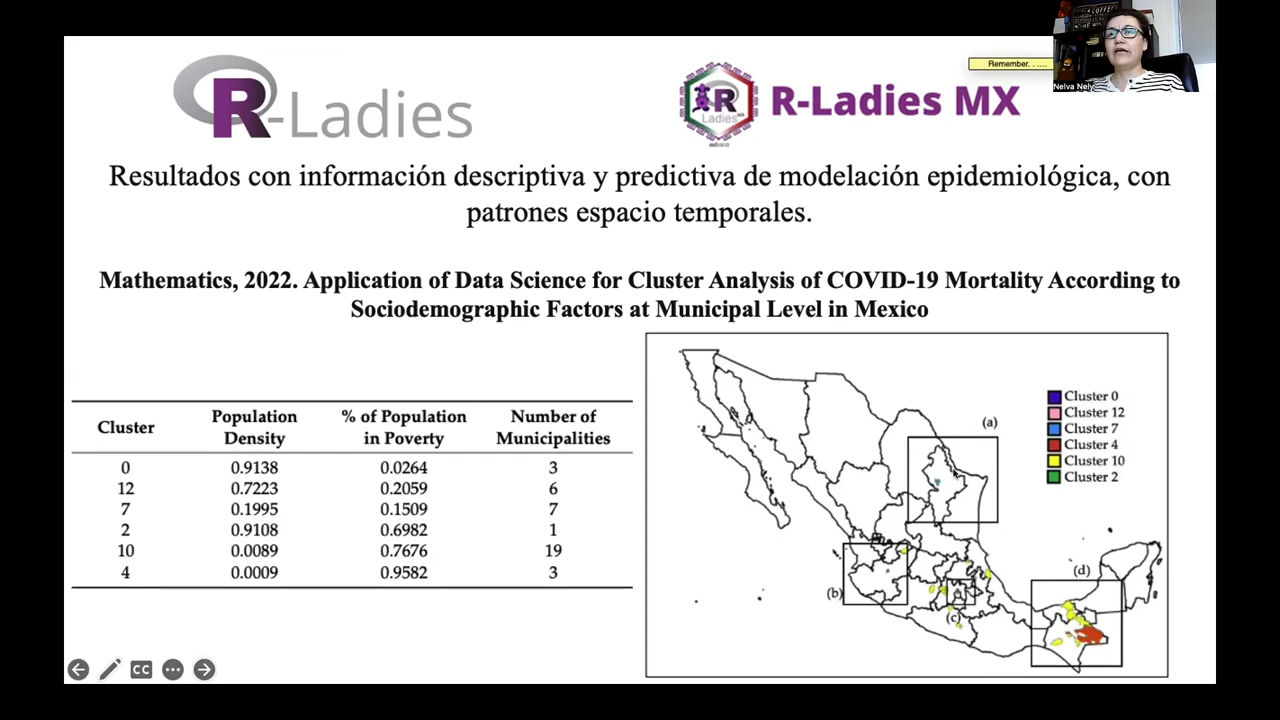 R-Ladies
R Ladies MX
méxico
R-Ladies MX
Remember. . ....
Nelva Nely
Resultados con información descriptiva y predictiva de modelación epidemiológica, con
patrones espacio temporales.
Mathematics, 2022. Application of Data Science for Cluster Analysis of COVID-19 Mortality According to
Sociodemographic Factors at Municipal Level in Mexico
Cluster Population Density % of Population in Poverty Number of Municipalities
0 0.9138 0.0264 3
12 0.7223 0.2059 6
7 0.1995 0.1509 7
2 0.9108 0.6982 1
10 0.0089 0.7676 19
4 0.0009 0.9582 3
Cluster 0
Cluster 12
Cluster 7
Cluster 4
Cluster 10
Cluster 2
(a)
(b)
(c)
(d)
CC